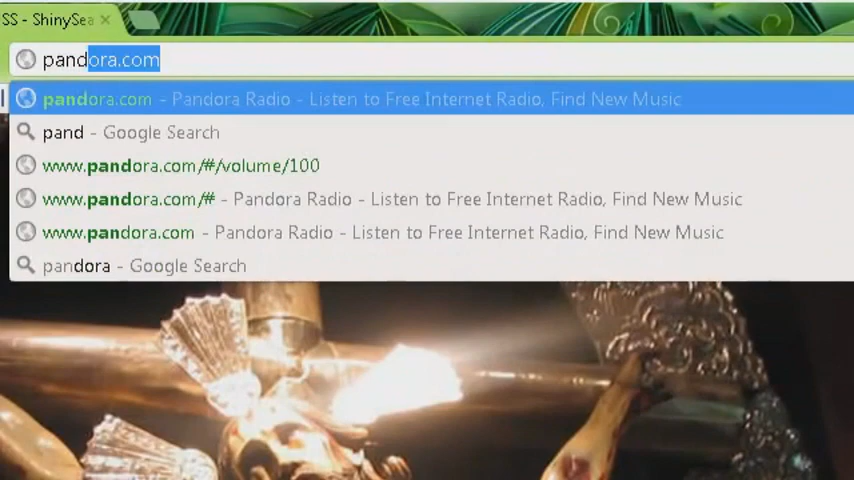 SS - ShinySea
pandora.com
pandora.com - Pandora Radio - Listen to Free Internet Radio, Find New Music
pand - Google Search
www.pandora.com/#/volume/100
www.pandora.com/# - Pandora Radio - Listen to Free Internet Radio, Find New Music
www.pandora.com - Pandora Radio - Listen to Free Internet Radio, Find New Music
pandora - Google Search